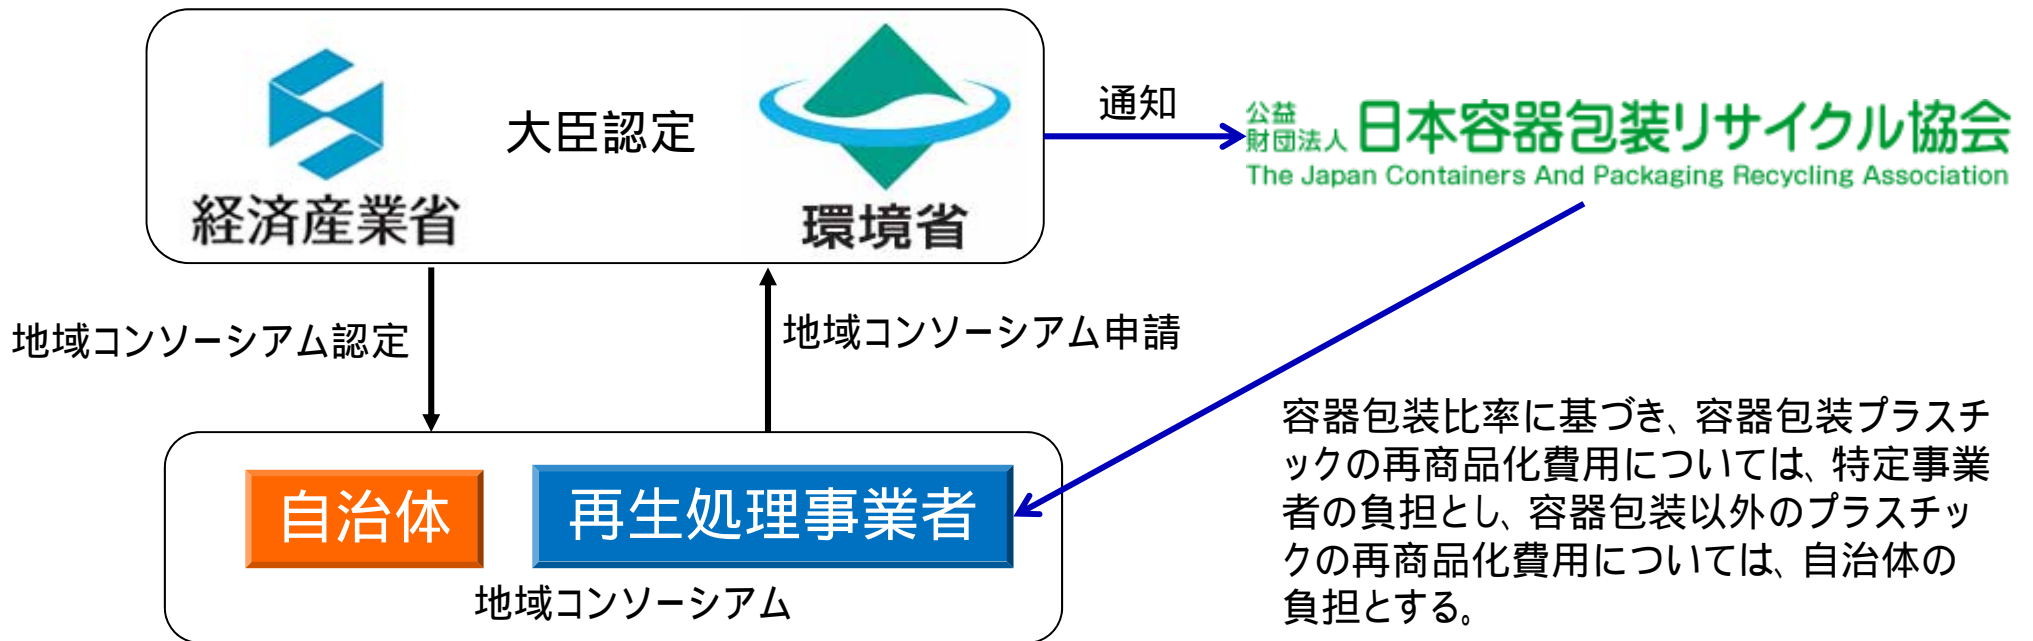 経済産業省
大臣認定
環境省
通知
公益
財団法人 日本容器包装リサイクル協会
The Japan Containers And Packaging Recycling Association
地域コンソーシアム認定
地域コンソーシアム申請
自治体
再生処理事業者
地域コンソーシアム
容器包装比率に基づき、容器包装プラスチ
ックの再商品化費用については、特定事業
者の負担とし、容器包装以外のプラスチッ
クの再商品化費用については、自治体の
負担とする。